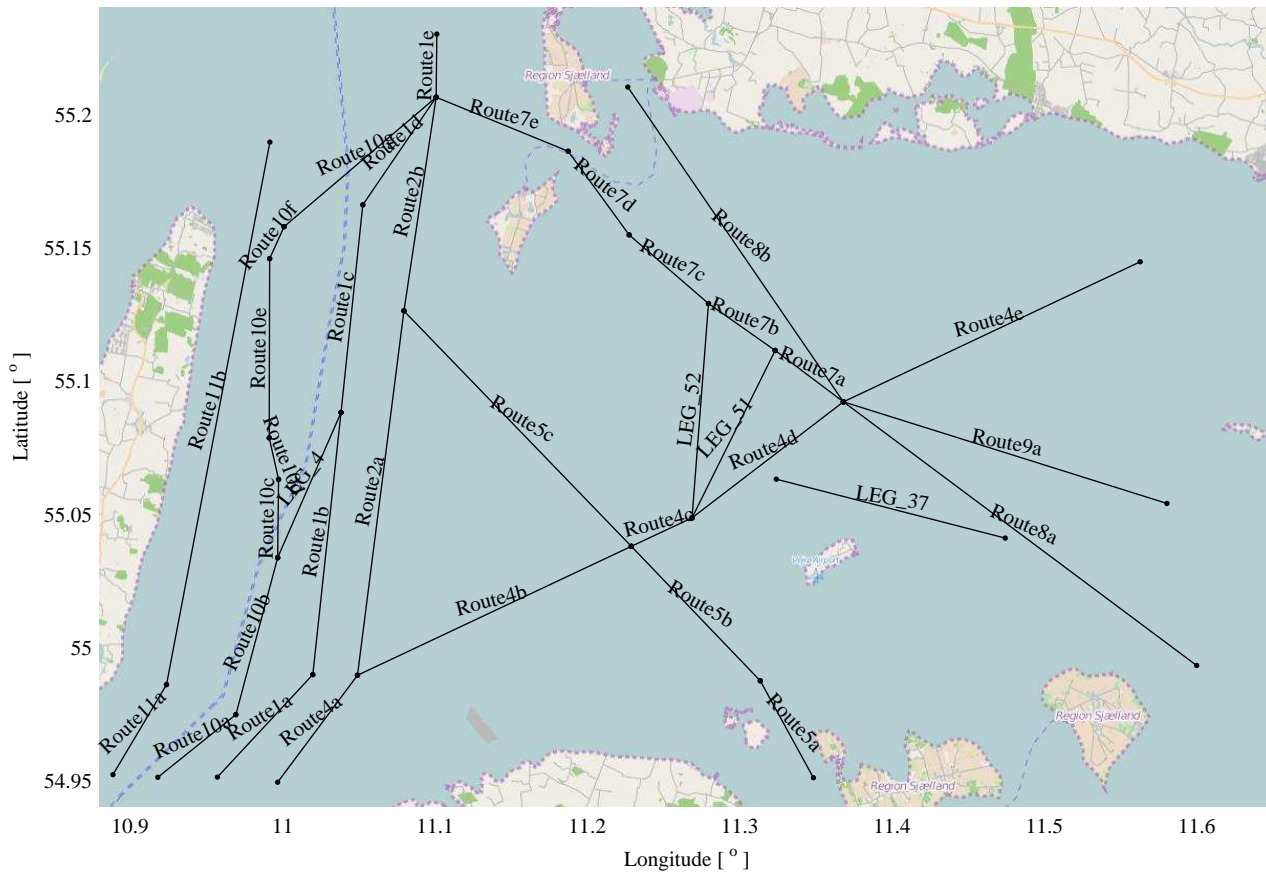 Route1e
Region Sjælland
55.2
Route7e
Route10g
Route1d
Route2b
Route7d
Route10f
Route8b
55.15
Route7c
Route1c
Route7b
Route4e
Route10e
Route7a
55.1
Route11b
LEG_52
LEG_51
Route5c
Route4d
Route9a
Latitude [ ° ]
LEG_4
Route10c
Route2a
LEG_37
55.05
Route1b
Route4c
Route8a
Route4b
Route5b
Route10b
55
Route11a
Route10a
Route1a
Route4a
Route5a
Region Sjælland
54.95
Region Sjælland
10.9 11 11.1 11.2 11.3 11.4 11.5 11.6
Longitude [ ° ]